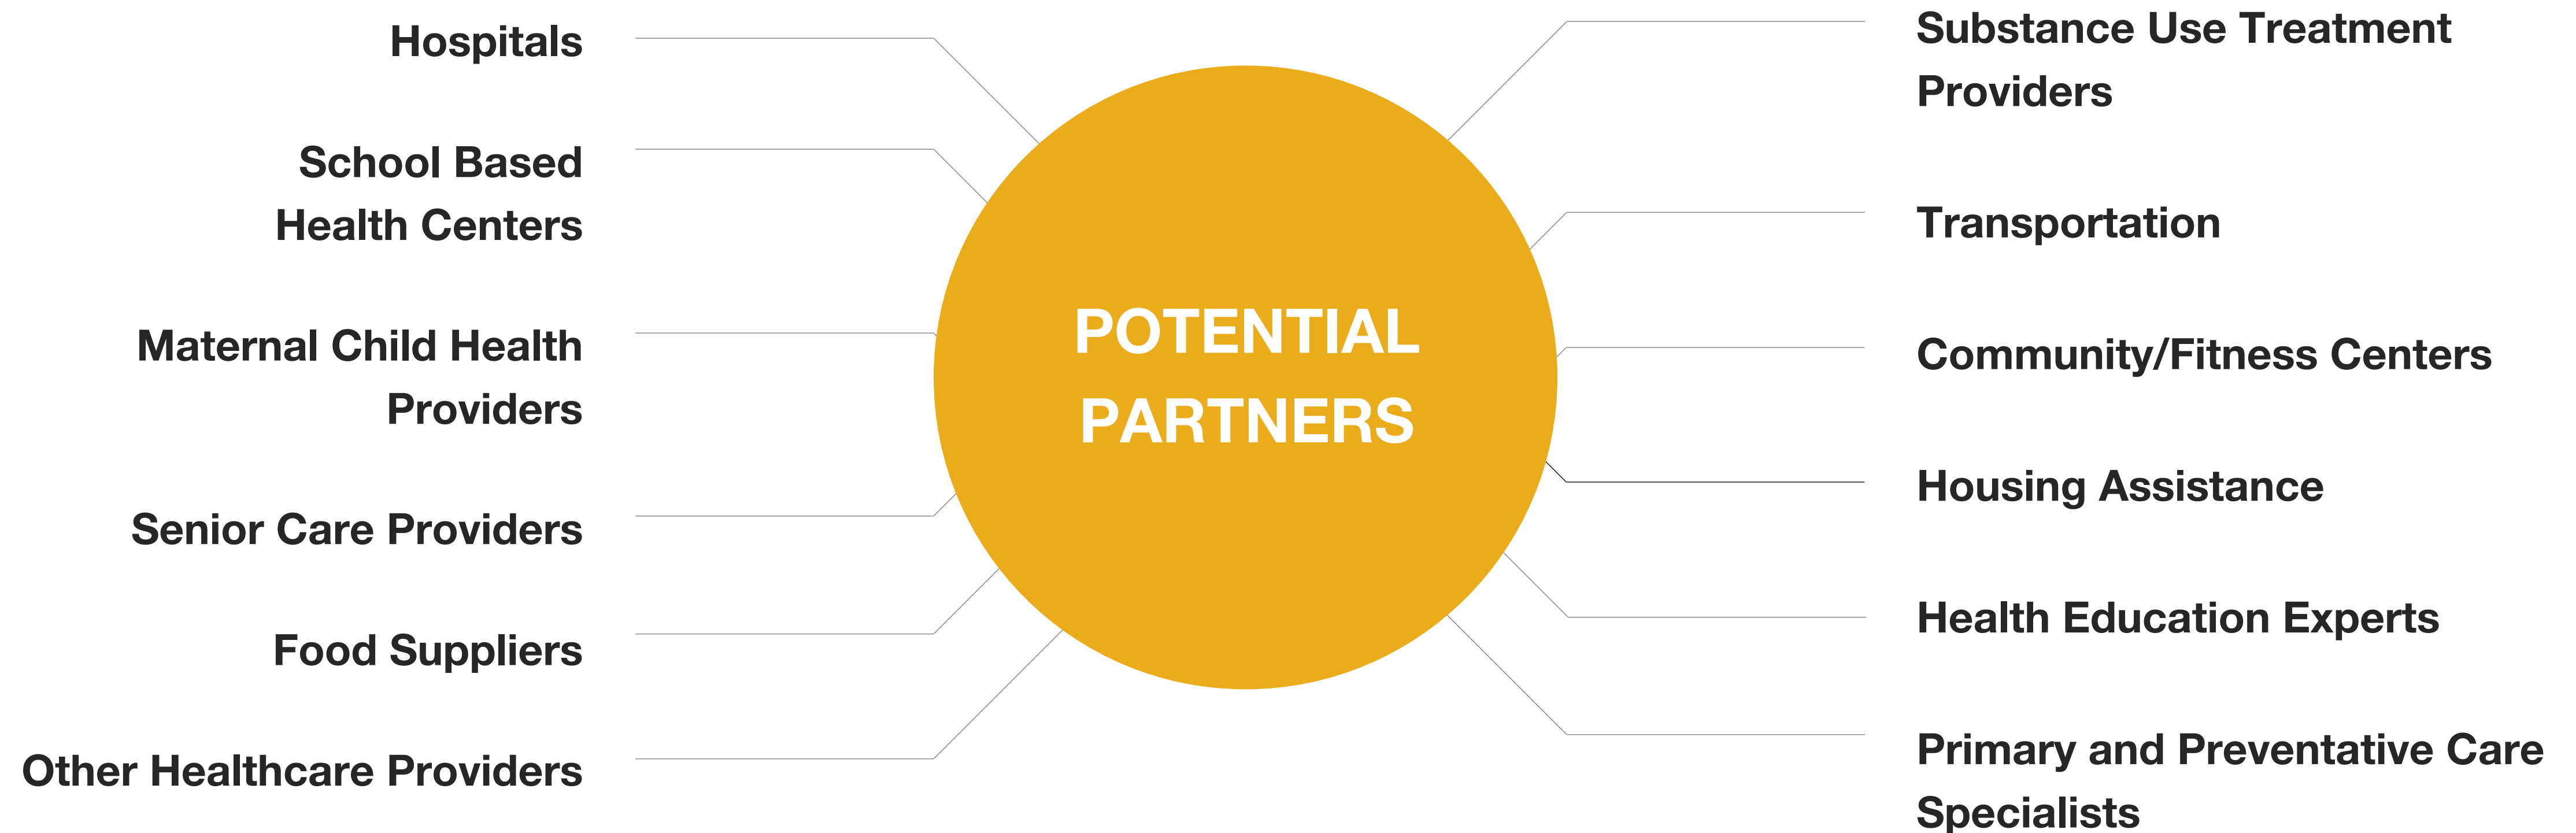 Hospitals
School Based
Health Centers
Maternal Child Health
Providers
Senior Care Providers
Food Suppliers
Other Healthcare Providers
POTENTIAL
PARTNERS
Substance Use Treatment
Providers
Transportation
Community/Fitness Centers
Housing Assistance
Health Education Experts
Primary and Preventative Care
Specialists